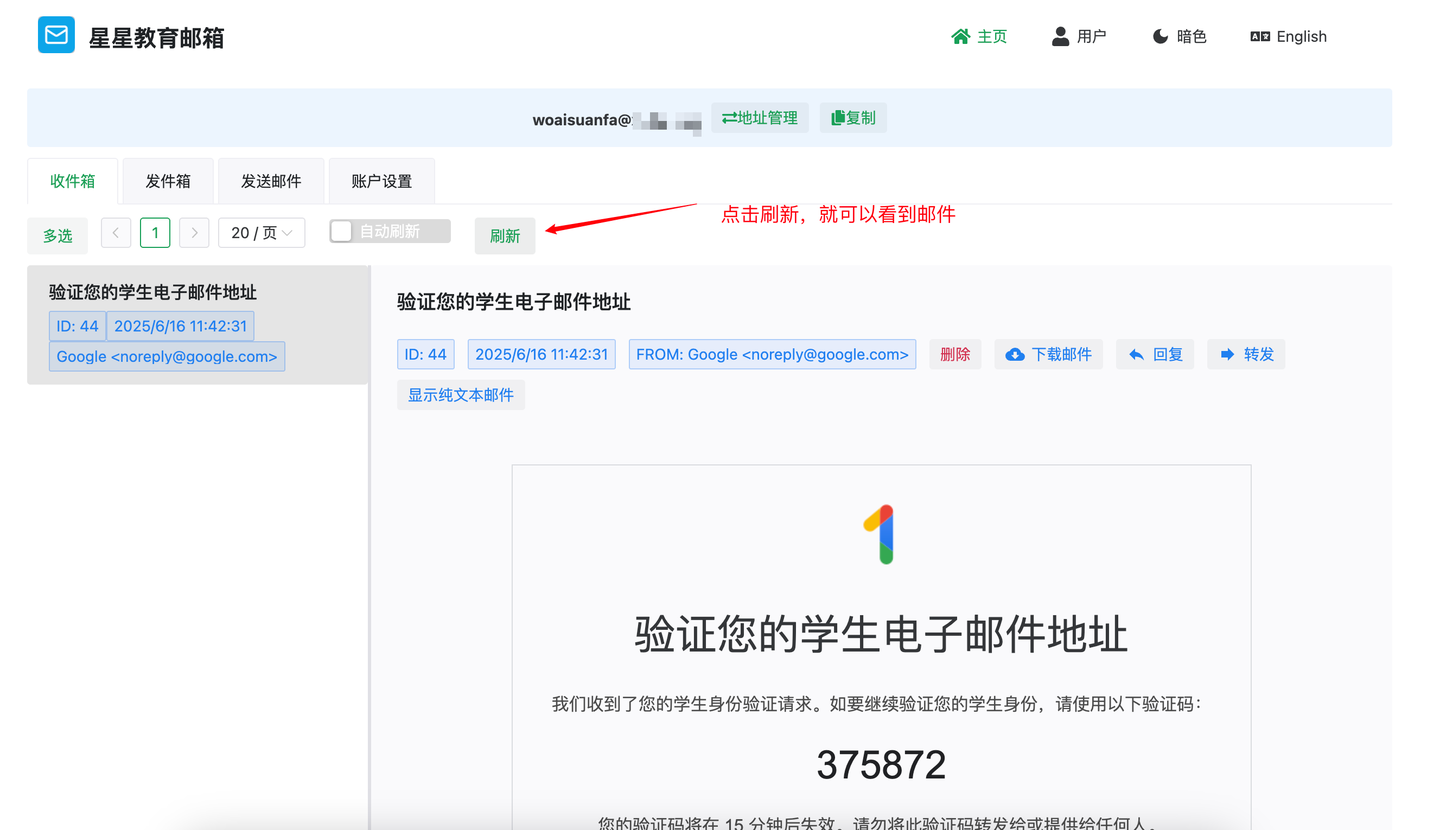 星星教育邮箱
主页 用户 暗色 English
woaisuanfa@ 地址管理 复制
收件箱 发件箱 发送邮件 账户设置
点击刷新，就可以看到邮件
多选 1 20 / 页 自动刷新 刷新
验证您的学生电子邮件地址
ID: 44 2025/6/16 11:42:31
Google <noreply@google.com>
验证您的学生电子邮件地址
ID: 44 2025/6/16 11:42:31 FROM: Google <noreply@google.com> 删除 下载邮件 回复 转发
显示纯文本邮件
验证您的学生电子邮件地址
我们收到了您的学生身份验证请求。如要继续验证您的学生身份，请使用以下验证码：
375872
您的验证码将在 15 分钟后失效。请勿将此验证码转发给或提供给任何人。